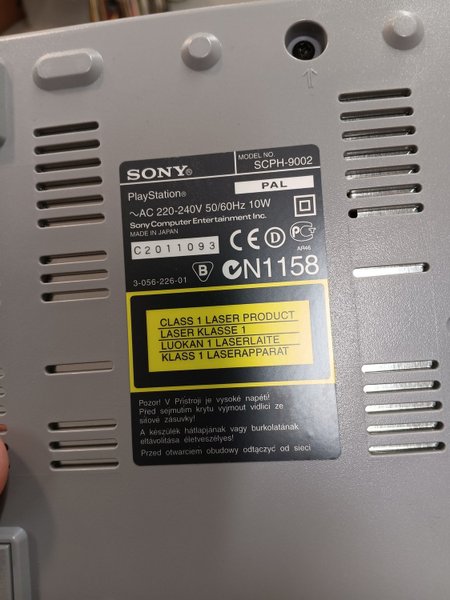 SONY®
MODEL NO.
SCPH-9002
PlayStation®
PAL
~AC 220-240V 50/60Hz 10W
Sony Computer Entertainment Inc.
MADE IN JAPAN
C2011093
CE D PC
AR46
3-056-226-01
B
N1158
CLASS 1 LASER PRODUCT
LASER KLASSE 1
LUOKAN 1 LASERLAITE
KLASS 1 LASERAPPARAT
Pozor! V Přístroji je vysoké napětí!
Před sejmutím krytu vyjmout vidlici ze
síťové zásuvky!
A készülék hátlapjának vagy burkolatának
eltávolítása életveszélyes!
Przed otwarciem obudowy odłączyć od sieci